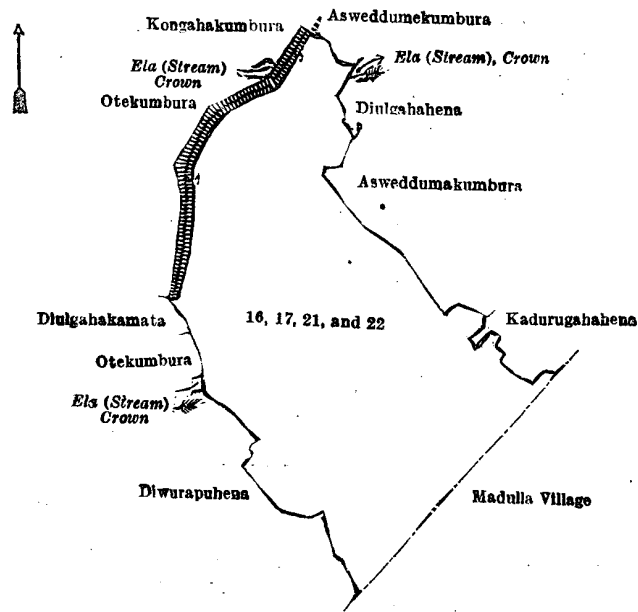 Asweddumekumbura
Kongahakumbura
Ela (Stream), Crown
Ela (Stream)
Crown
Otekumbura
Diulgahahena
Asweddumakumbura
Diulgahakamata
16, 17, 21, and 22
Kadurugahahena
Otekumbura
Ela (Stream)
Crown
Diwurapuhena
Madulla Village